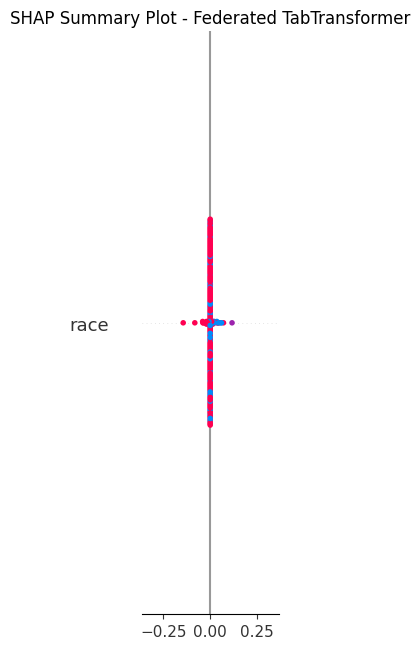 SHAP Summary Plot - Federated TabTransformer
race
−0.25 0.00 0.25